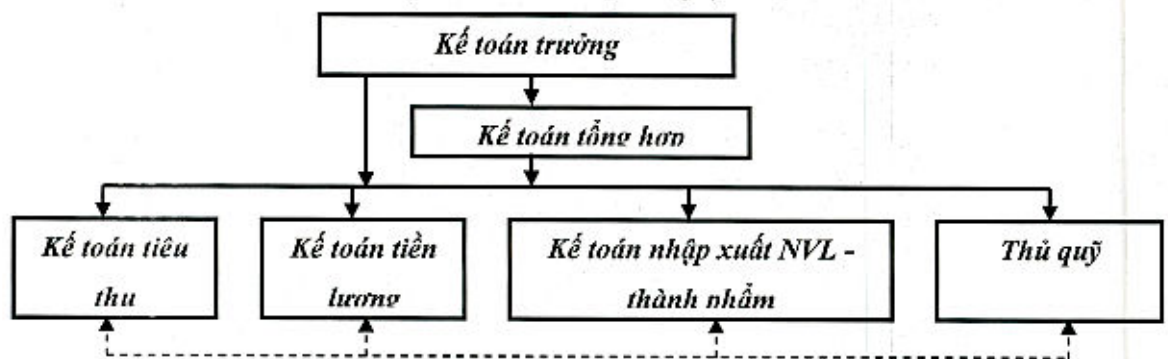 Kế toán trưởng
Kế toán tổng hợp
Kế toán tiêu
thụ
Kế toán tiền
lương
Kế toán nhập xuất NVL -
thành phẩm
Thủ quỹ